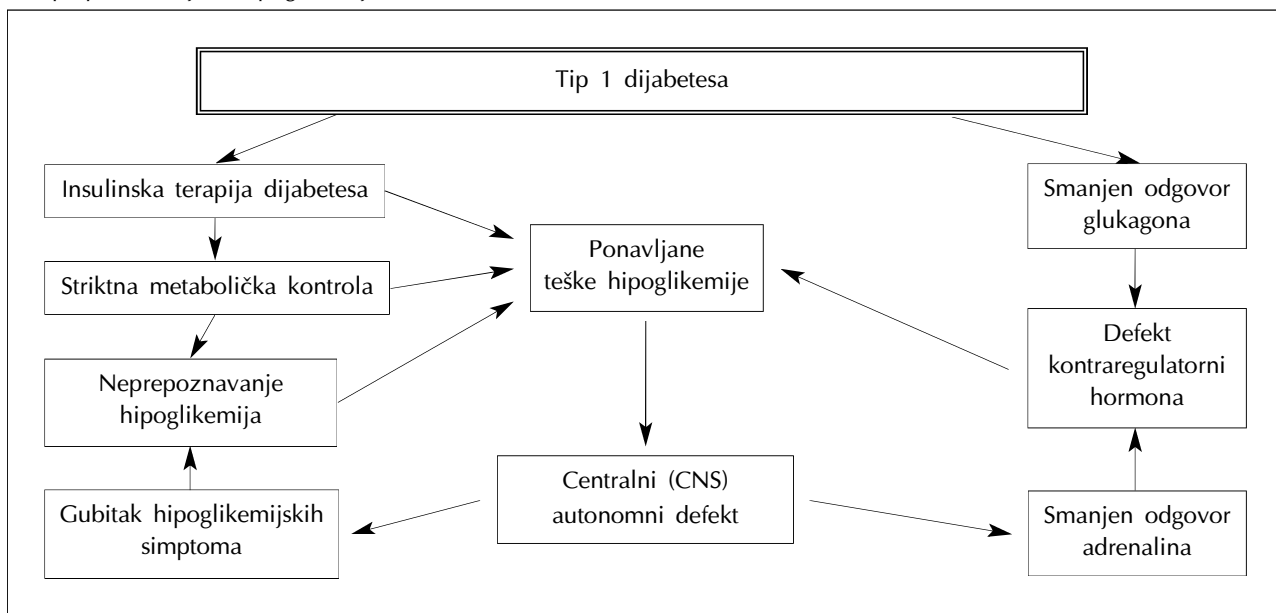 Tip 1 dijabetesa
Insulinska terapija dijabetesa
Smanjen odgovor
glukagona
Ponavljane
teške hipoglikemije
Striktna metabolička kontrola
Defekt
kontraregulatorni
hormona
Neprepoznavanje
hipoglikemija
Centralni (CNS)
autonomni defekt
Gubitak hipoglikemijskih
simptoma
Smanjen odgovor
adrenalina